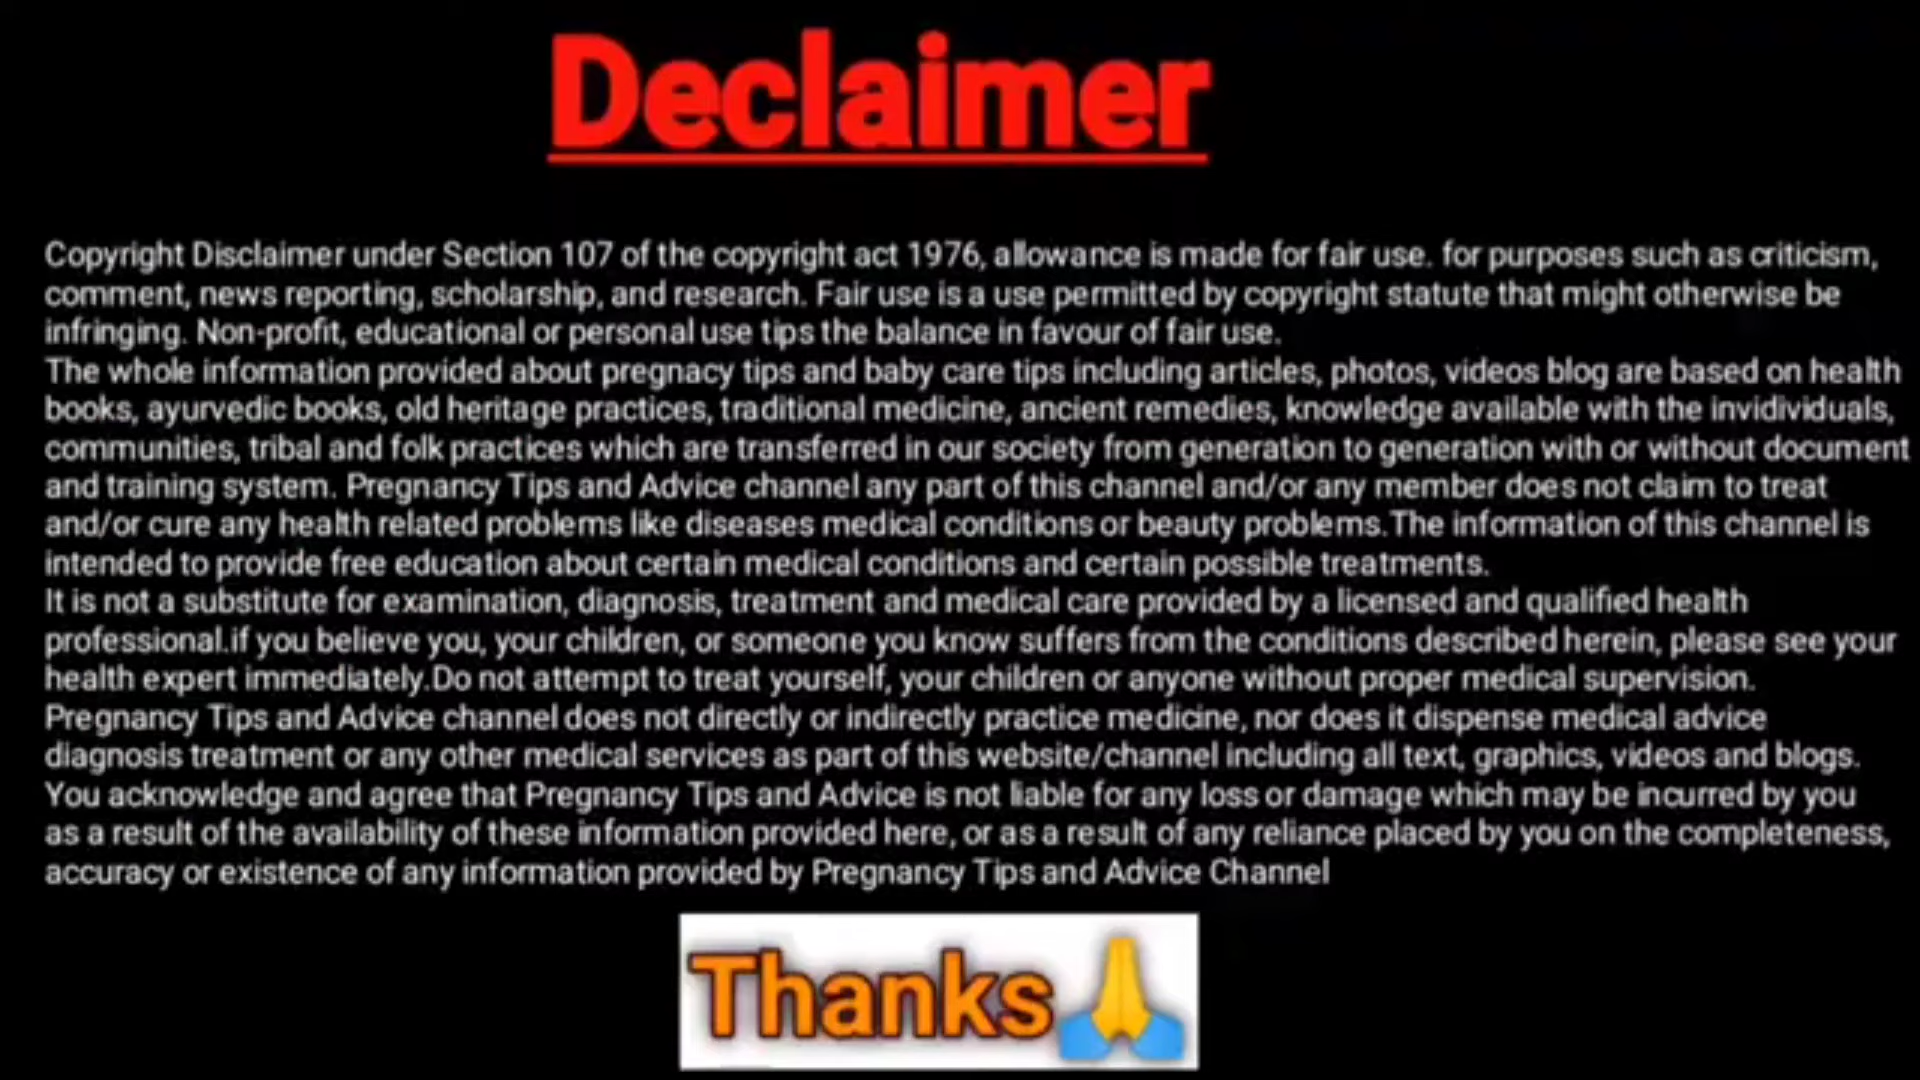 Declaimer
Copyright Disclaimer under Section 107 of the copyright act 1976, allowance is made for fair use. for purposes such as criticism,
comment, news reporting, scholarship, and research. Fair use is a use permitted by copyright statute that might otherwise be
infringing. Non-profit, educational or personal use tips the balance in favour of fair use.
The whole information provided about pregnacy tips and baby care tips including articles, photos, videos blog are based on health
books, ayurvedic books, old heritage practices, traditional medicine, ancient remedies, knowledge available with the invidividuals,
communities, tribal and folk practices which are transferred in our society from generation to generation with or without document
and training system. Pregnancy Tips and Advice channel any part of this channel and/or any member does not claim to treat
and/or cure any health related problems like diseases medical conditions or beauty problems.The information of this channel is
intended to provide free education about certain medical conditions and certain possible treatments.
It is not a substitute for examination, diagnosis, treatment and medical care provided by a licensed and qualified health
professional.if you believe you, your children, or someone you know suffers from the conditions described herein, please see your
health expert immediately.Do not attempt to treat yourself, your children or anyone without proper medical supervision.
Pregnancy Tips and Advice channel does not directly or indirectly practice medicine, nor does it dispense medical advice
diagnosis treatment or any other medical services as part of this website/channel including all text, graphics, videos and blogs.
You acknowledge and agree that Pregnancy Tips and Advice is not liable for any loss or damage which may be incurred by you
as a result of the availability of these information provided here, or as a result of any reliance placed by you on the completeness,
accuracy or existence of any information provided by Pregnancy Tips and Advice Channel
Thanks🙏